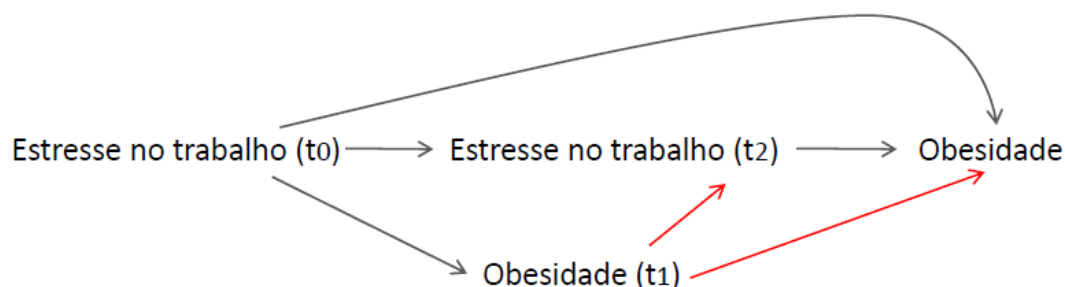 Estresse no trabalho (t0) Estresse no trabalho (t2) Obesidade
Obesidade (t1)